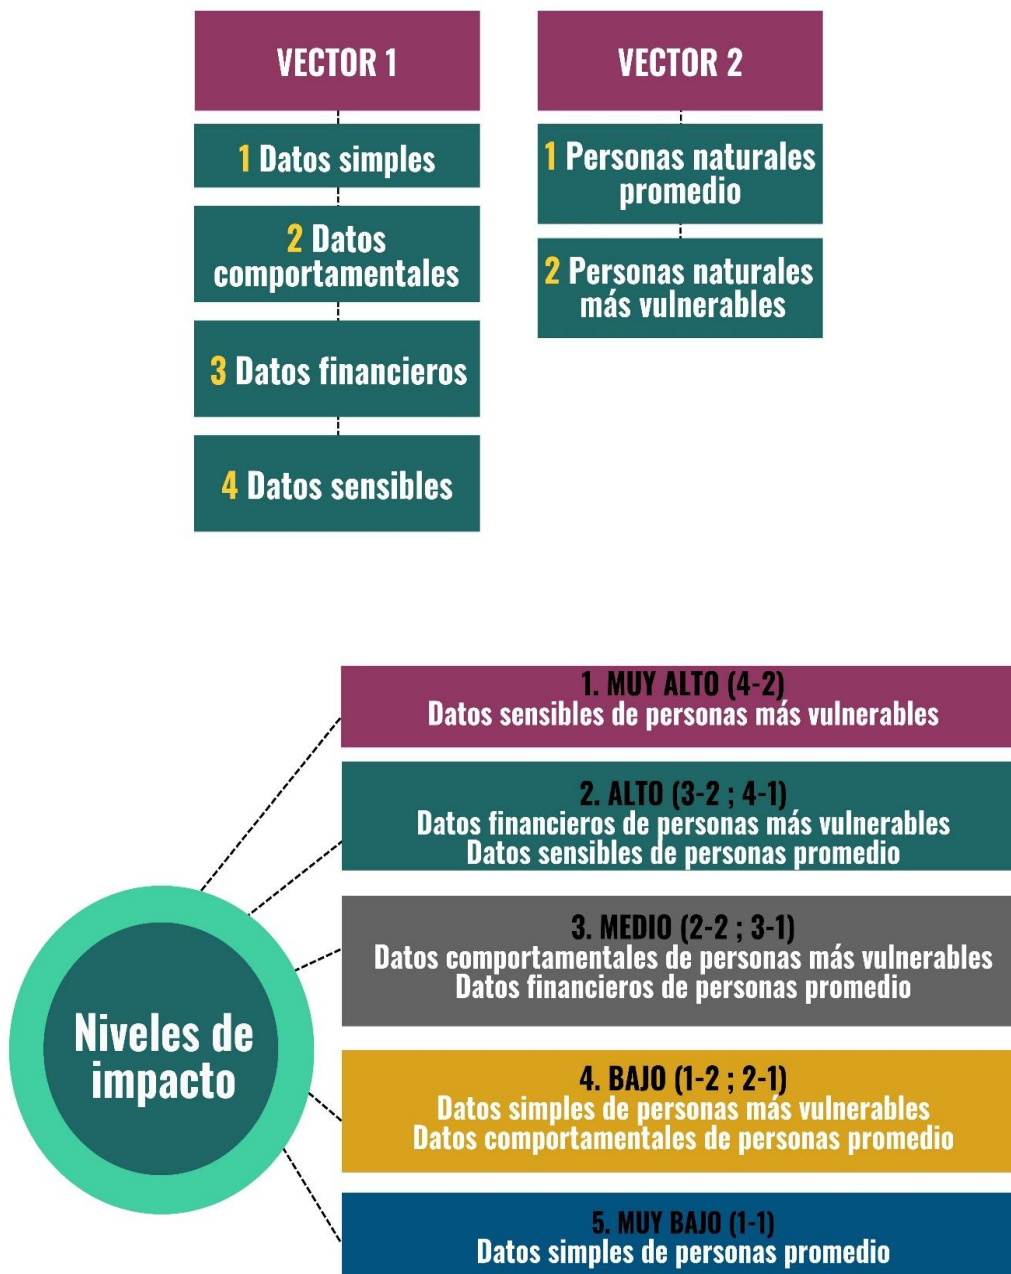 VECTOR 1
1 Datos simples
2 Datos
comportamentales
3 Datos financieros
4 Datos sensibles
VECTOR 2
1 Personas naturales
promedio
2 Personas naturales
más vulnerables
Niveles de
impacto
1. MUY ALTO (4-2)
Datos sensibles de personas más vulnerables
2. ALTO (3-2 ; 4-1)
Datos financieros de personas más vulnerables
Datos sensibles de personas promedio
3. MEDIO (2-2 ; 3-1)
Datos comportamentales de personas más vulnerables
Datos financieros de personas promedio
4. BAJO (1-2 ; 2-1)
Datos simples de personas más vulnerables
Datos comportamentales de personas promedio
5. MUY BAJO (1-1)
Datos simples de personas promedio